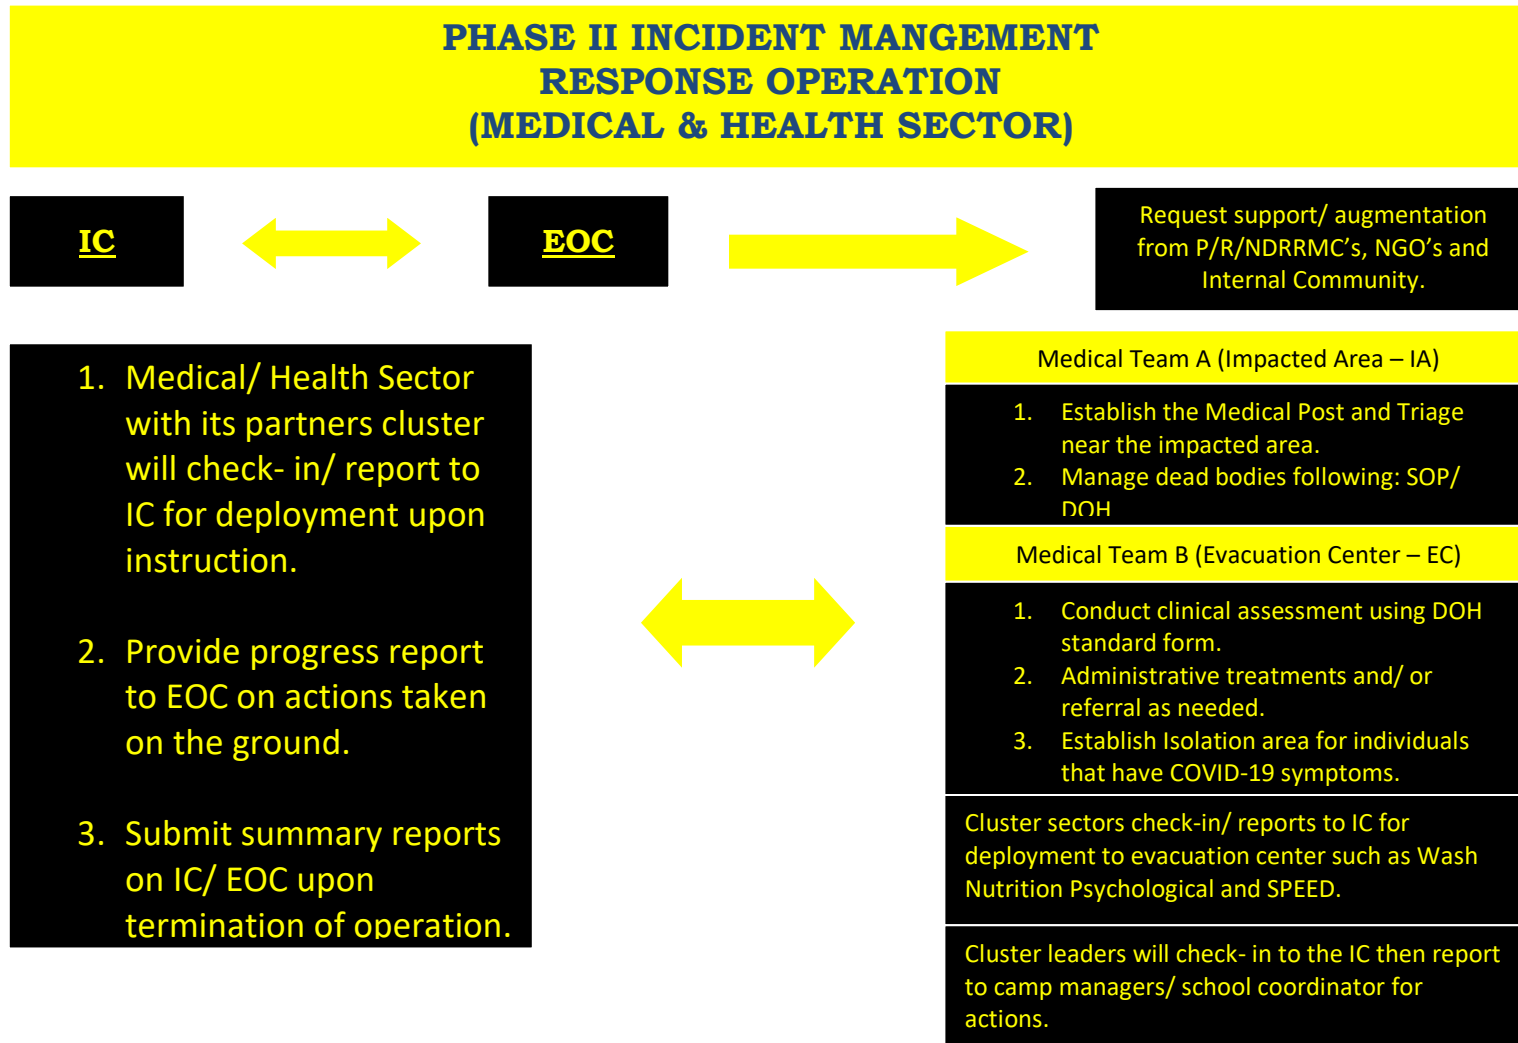 PHASE II INCIDENT MANGEMENT
RESPONSE OPERATION
(MEDICAL & HEALTH SECTOR)
IC
EOC
Request support/ augmentation
from P/R/NDRRMC’s, NGO’s and
Internal Community.
1. Medical/ Health Sector
with its partners cluster
will check- in/ report to
IC for deployment upon
instruction.
2. Provide progress report
to EOC on actions taken
on the ground.
3. Submit summary reports
on IC/ EOC upon
termination of operation.
Medical Team A (Impacted Area – IA)
1. Establish the Medical Post and Triage
near the impacted area.
2. Manage dead bodies following: SOP/
DOH
Medical Team B (Evacuation Center – EC)
1. Conduct clinical assessment using DOH
standard form.
2. Administrative treatments and/ or
referral as needed.
3. Establish Isolation area for individuals
that have COVID-19 symptoms.
Cluster sectors check-in/ reports to IC for
deployment to evacuation center such as Wash
Nutrition Psychological and SPEED.
Cluster leaders will check- in to the IC then report
to camp managers/ school coordinator for
actions.